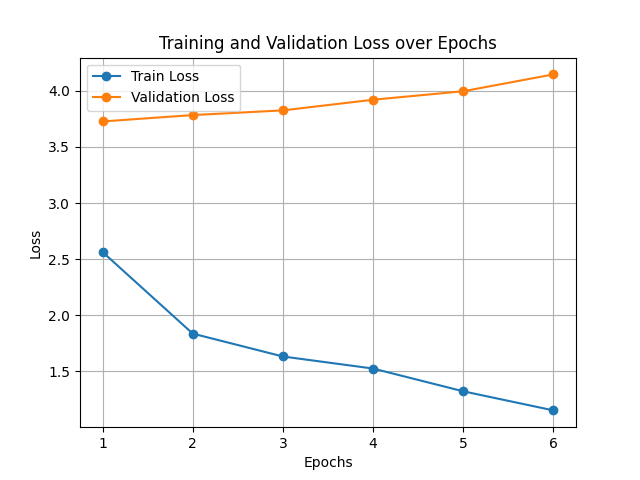 Training and Validation Loss over Epochs
Train Loss
Validation Loss
4.0
3.5
3.0
2.5
2.0
1.5
Loss
1 2 3 4 5 6
Epochs